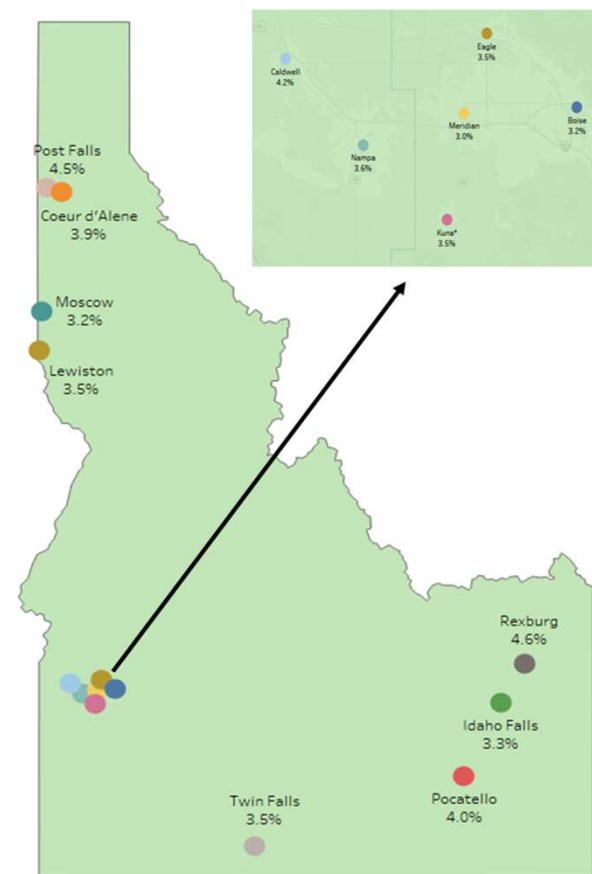 Eagle
3.5%
Caldwell
4.2%
Boise
3.2%
Meridian
3.0%
Nampa
3.6%
Kuna*
3.5%
Post Falls
4.5%
Coeur d'Alene
3.9%
Moscow
3.2%
Lewiston
3.5%
Rexburg
4.6%
Idaho Falls
3.3%
Pocatello
4.0%
Twin Falls
3.5%